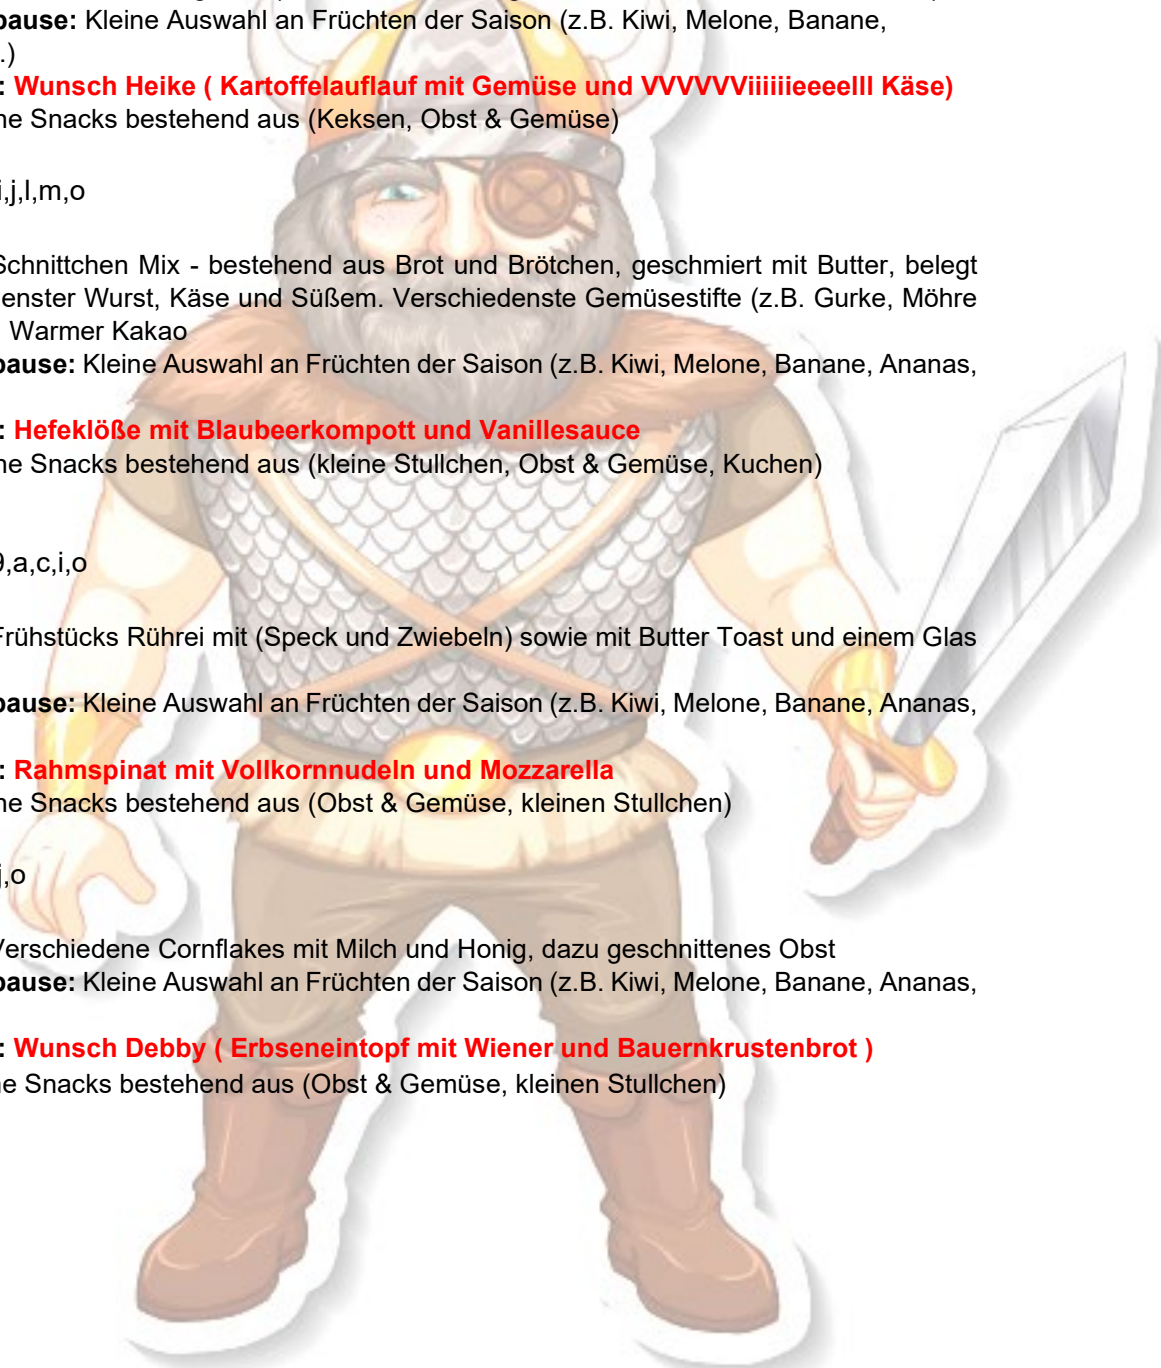 pause: Kleine Auswahl an Früchten der Saison (z.B. Kiwi, Melone, Banane,
.)
: Wunsch Heike ( Kartoffelauflauf mit Gemüse und VVVVVViiiiiieeeelll Käse)
ne Snacks bestehend aus (Keksen, Obst & Gemüse)
i,j,l,m,o
Schnittchen Mix - bestehend aus Brot und Brötchen, geschmiert mit Butter, belegt
enster Wurst, Käse und Süßem. Verschiedenste Gemüsestifte (z.B. Gurke, Möhre
Warmer Kakao
pause: Kleine Auswahl an Früchten der Saison (z.B. Kiwi, Melone, Banane, Ananas,
: Hefeklöße mit Blaubeerkompott und Vanillesauce
ne Snacks bestehend aus (kleine Stullchen, Obst & Gemüse, Kuchen)
9,a,c,i,o
Frühstücks Rührei mit (Speck und Zwiebeln) sowie mit Butter Toast und einem Glas
pause: Kleine Auswahl an Früchten der Saison (z.B. Kiwi, Melone, Banane, Ananas,
: Rahmspinat mit Vollkornnudeln und Mozzarella
ne Snacks bestehend aus (Obst & Gemüse, kleinen Stullchen)
j,o
Verschiedene Cornflakes mit Milch und Honig, dazu geschnittenes Obst
pause: Kleine Auswahl an Früchten der Saison (z.B. Kiwi, Melone, Banane, Ananas,
: Wunsch Debby ( Erbseneintopf mit Wiener und Bauernkrustenbrot )
ne Snacks bestehend aus (Obst & Gemüse, kleinen Stullchen)